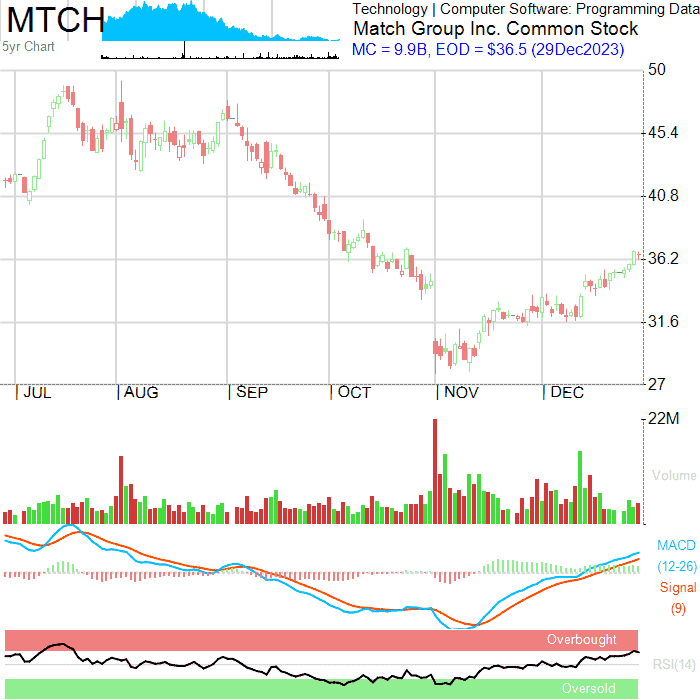 MTCH
5yr Chart
Technology | Computer Software: Programming Data
Match Group Inc. Common Stock
MC = 9.9B, EOD = $36.5 (29Dec2023)
50
45.4
40.8
36.2
31.6
27
| JUL | AUG | SEP | OCT | NOV | DEC
22M
Volume
MACD
(12-26)
Signal
(9)
Overbought
RSI(14)
Oversold